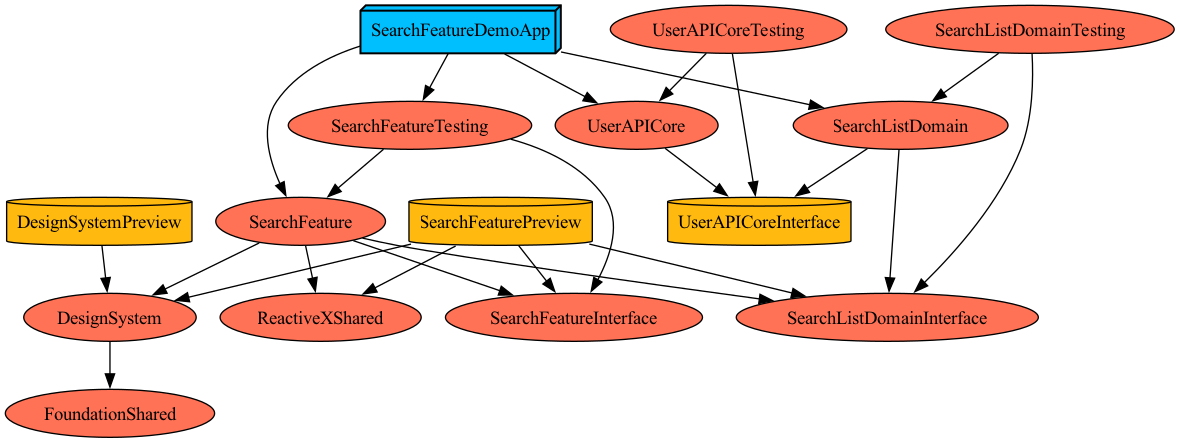 SearchFeatureDemoApp
UserAPICoreTesting
SearchListDomainTesting
SearchFeatureTesting
UserAPICore
SearchListDomain
DesignSystemPreview
SearchFeature
SearchFeaturePreview
UserAPICoreInterface
DesignSystem
ReactiveXShared
SearchFeatureInterface
SearchListDomainInterface
FoundationShared